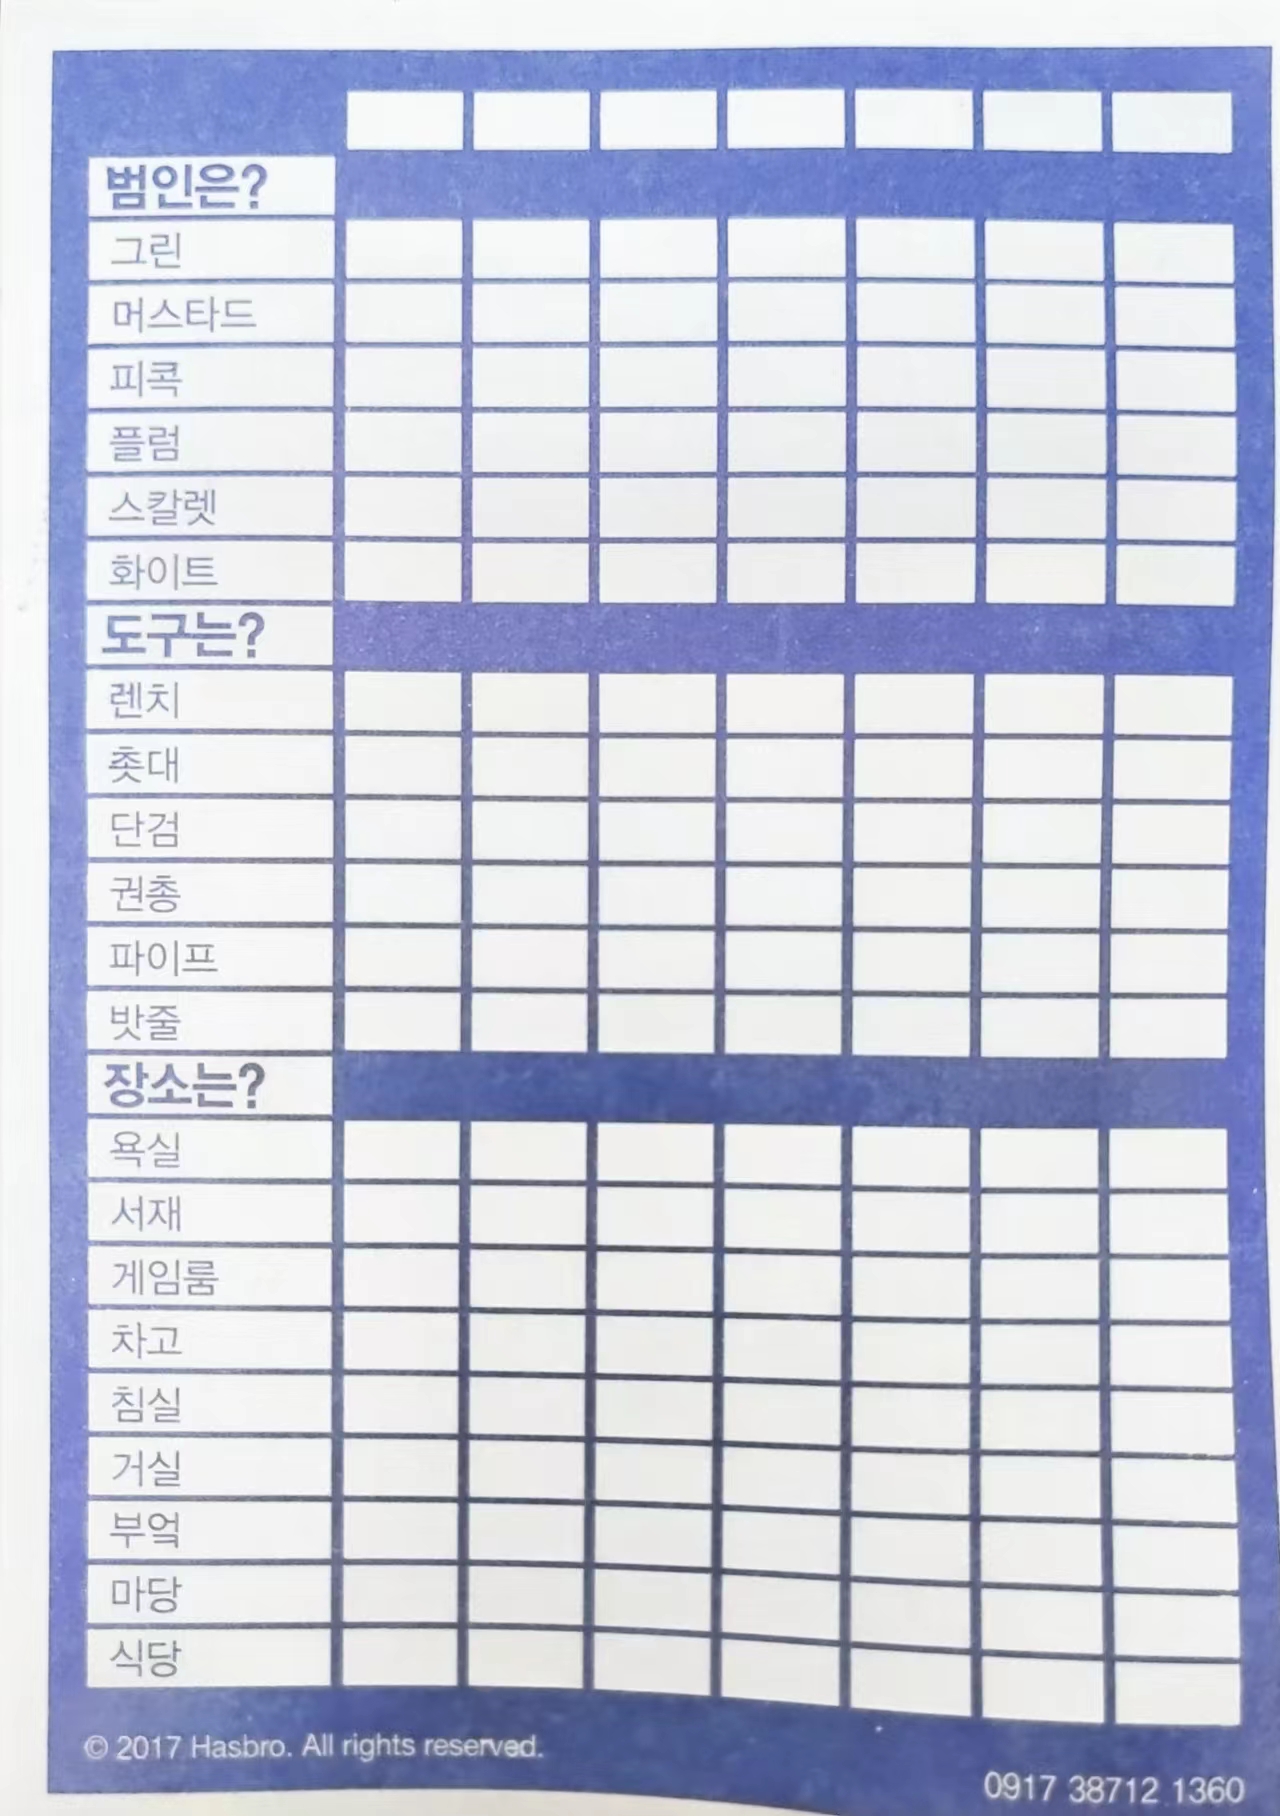 범인은?
그린
머스타드
피콕
플럼
스칼렛
화이트
도구는?
렌치
촛대
단검
권총
파이프
밧줄
장소는?
욕실
서재
게임룸
차고
침실
거실
부엌
마당
식당
© 2017 Hasbro. All rights reserved.
0917 38712 1360